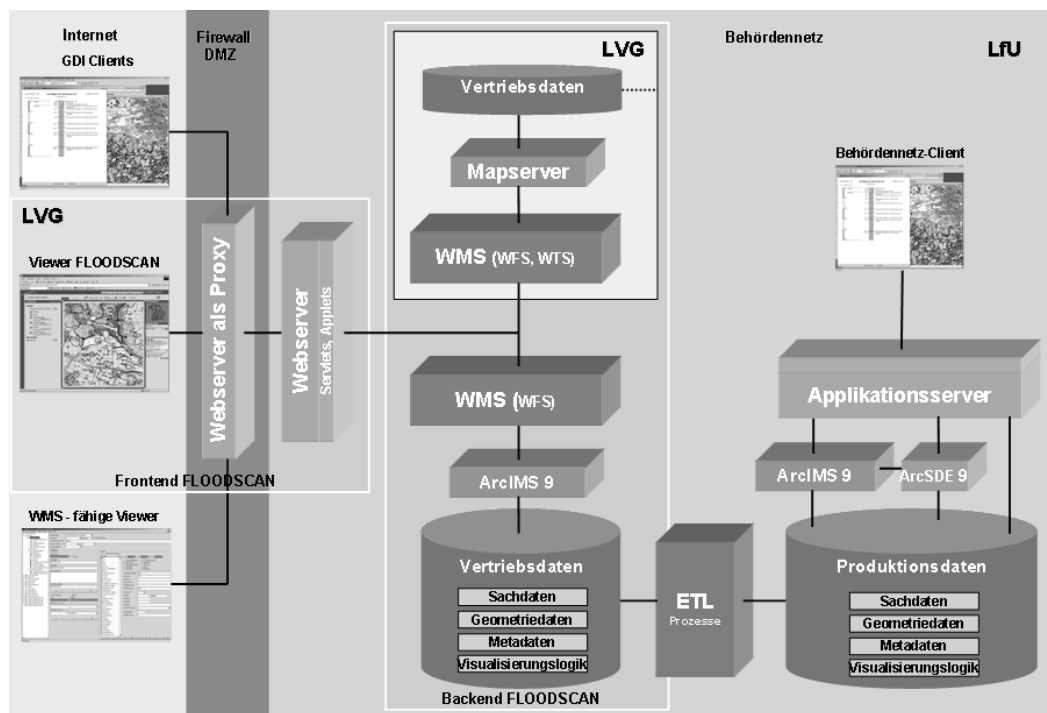 Internet
GDI Clients
Firewall
DMZ
LVG
Behördennetz
LfU
Vertriebsdaten
Mapserver
WMS (WFS, WTS)
Behördennetz-Client
LVG
Viewer FLOODSCAN
Webserver als Proxy
Webserver
Servlets, Applets
Frontend FLOODSCAN
WMS (WFS)
ArcIMS 9
Applikationsserver
ArcIMS 9
ArcSDE 9
WMS - fähige Viewer
Vertriebsdaten
Sachdaten
Geometriedaten
Metadaten
Visualisierungslogik
Backend FLOODSCAN
ETL
Prozesse
Produktionsdaten
Sachdaten
Geometriedaten
Metadaten
Visualisierungslogik